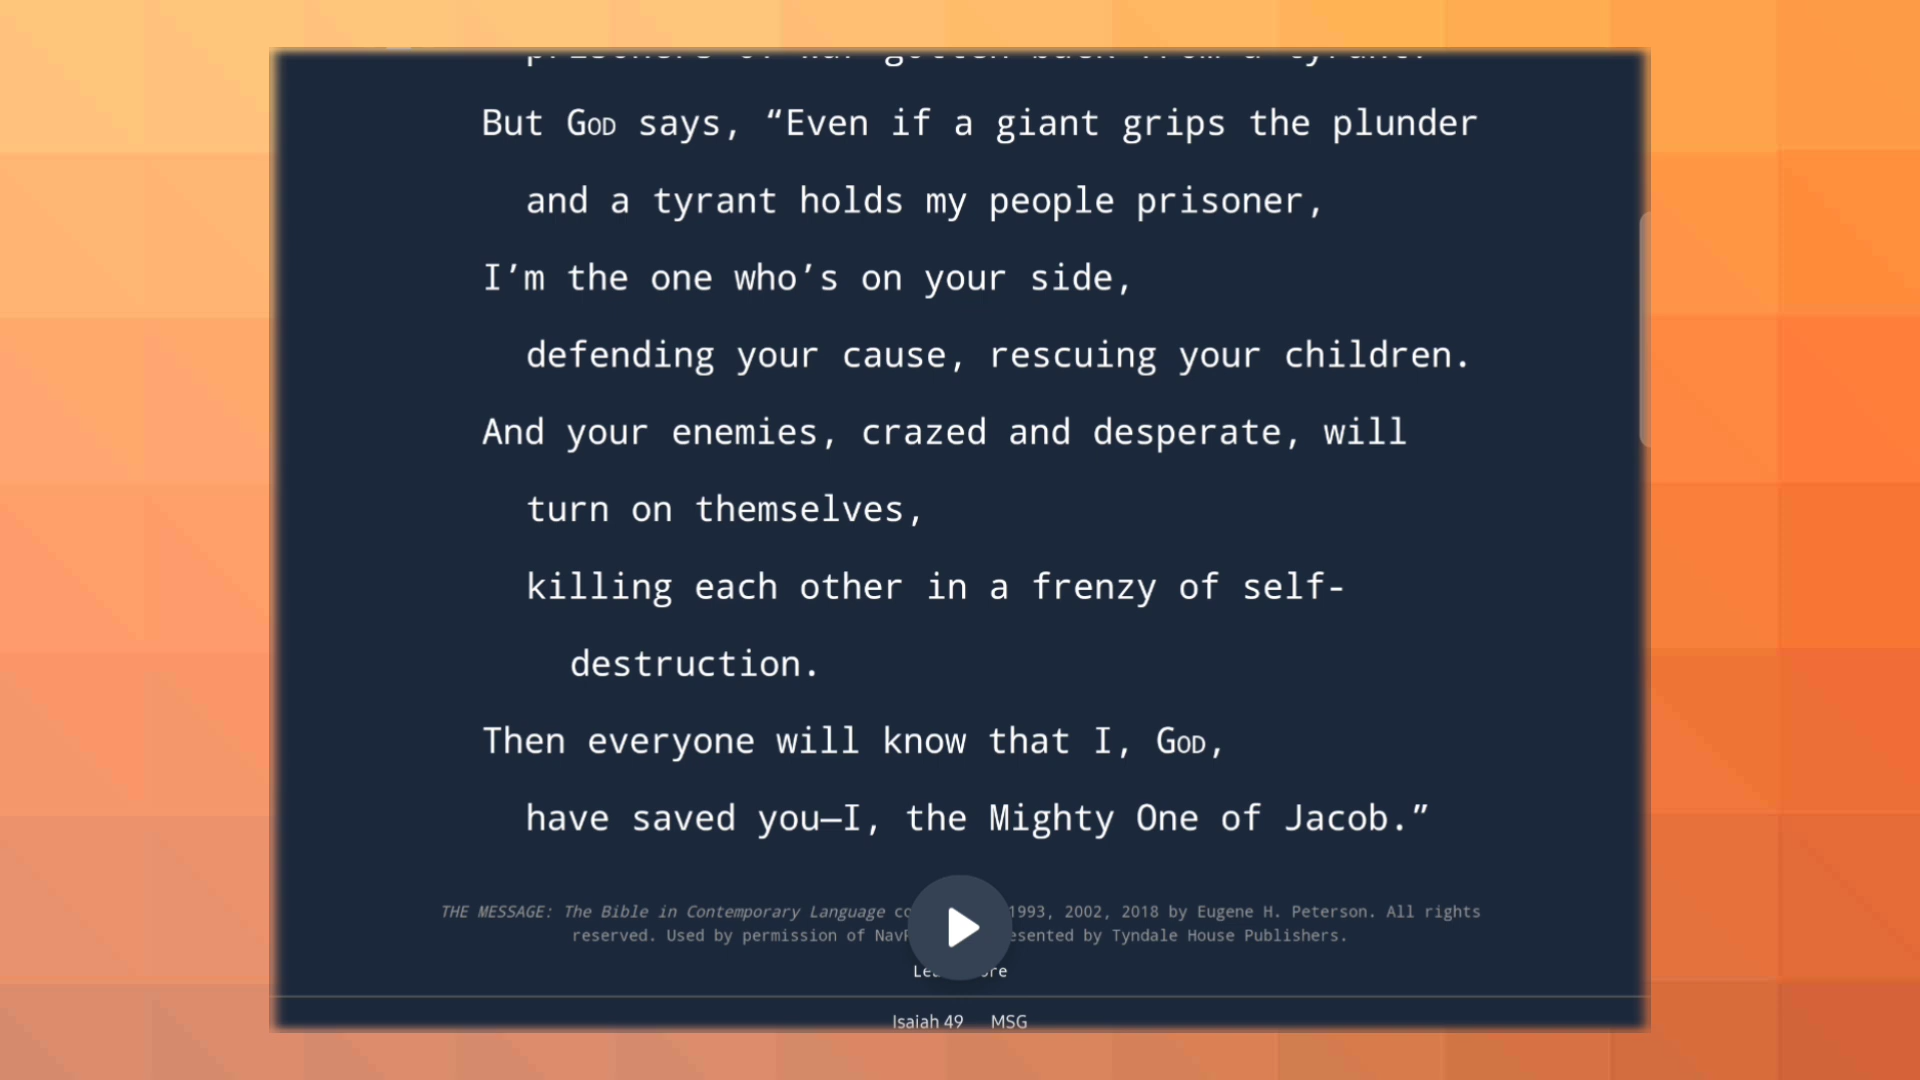 But GOD says, “Even if a giant grips the plunder
and a tyrant holds my people prisoner,
I’m the one who’s on your side,
defending your cause, rescuing your children.
And your enemies, crazed and desperate, will
turn on themselves,
killing each other in a frenzy of self-
destruction.
Then everyone will know that I, GOD,
have saved you—I, the Mighty One of Jacob.”
THE MESSAGE: The Bible in Contemporary Language 1993, 2002, 2018 by Eugene H. Peterson. All rights
reserved. Used by permission of by Tyndale House Publishers.
Isaiah 49 MSG